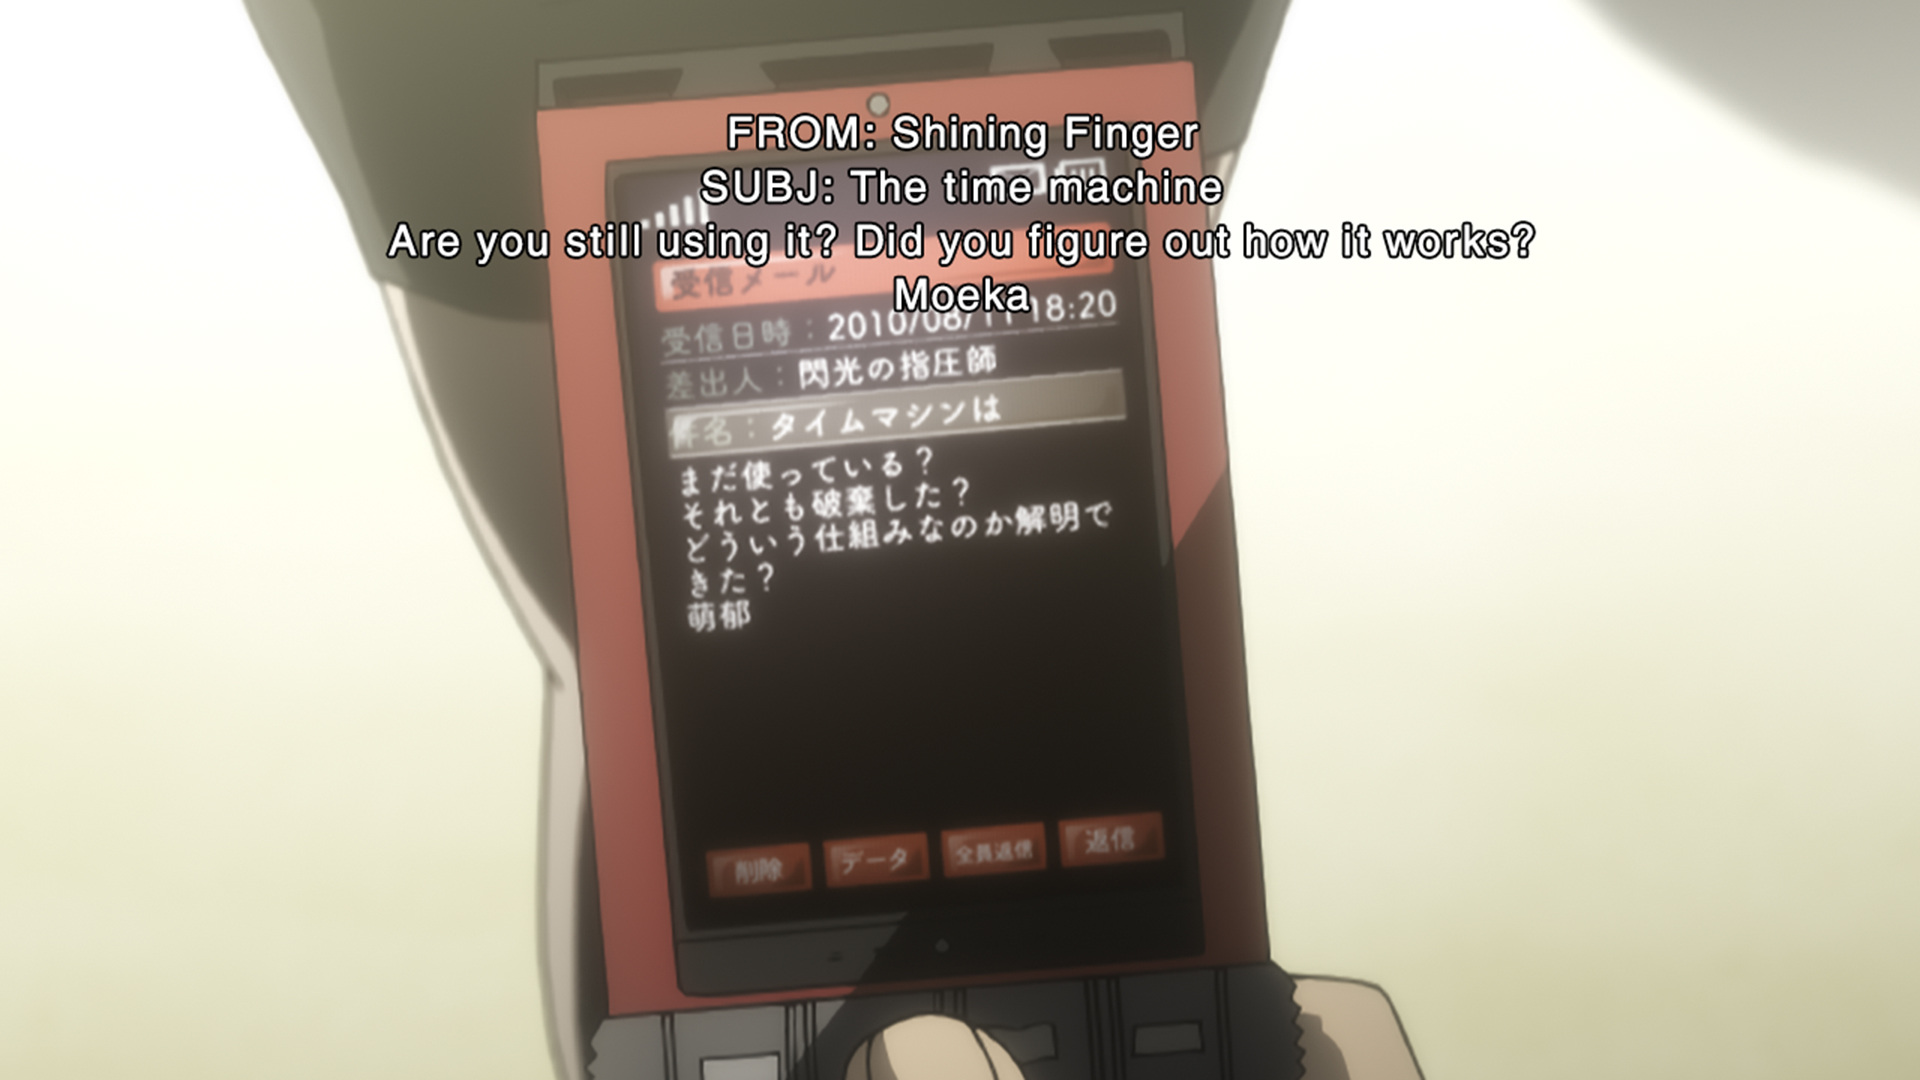 FROM: Shining Finger
SUBJ: The time machine
Are you still using it? Did you figure out how it works?
Moeka
受信メール
受信日時：2010/08/11 18:20
差出人：閃光の指圧師
件名：タイムマシンは
まだ使っている？
それとも破棄した？
どういう仕組みなのか解明で
きた？
萌郁
削除 データ 全員返信 返信